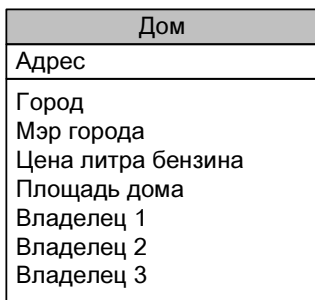 Дом
Адрес
Город
Мэр города
Цена литра бензина
Площадь дома
Владелец 1
Владелец 2
Владелец 3